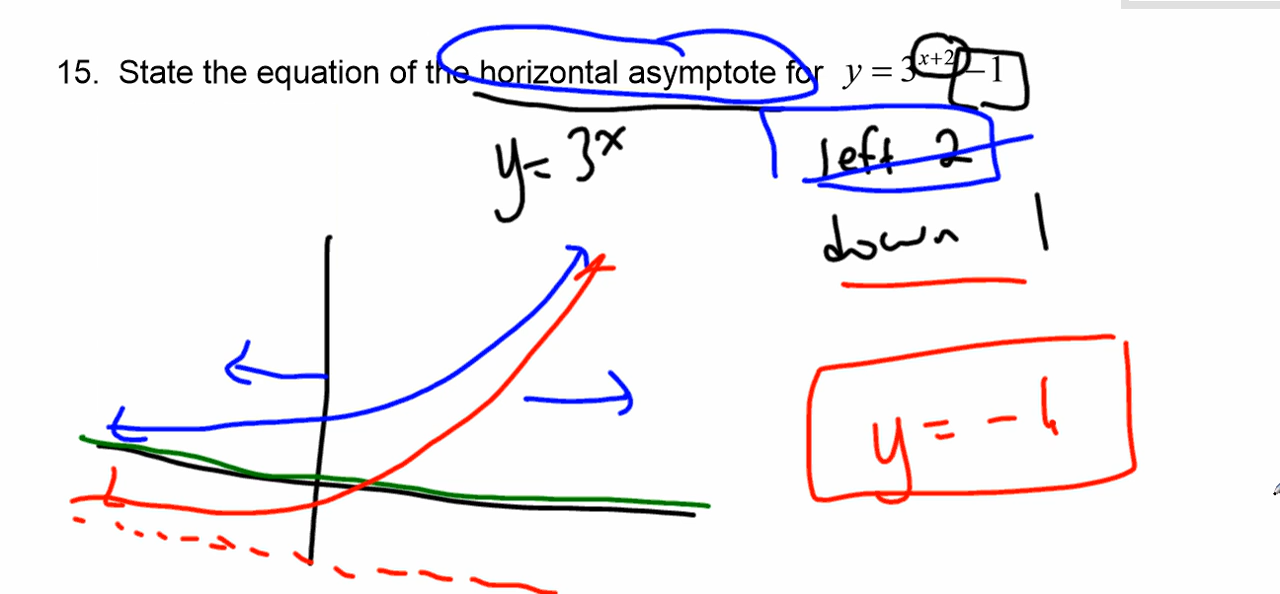 15. State the equation of the horizontal asymptote for y = 3^{x+2} − 1
y = 3^x
left 2
down 1
y = -1